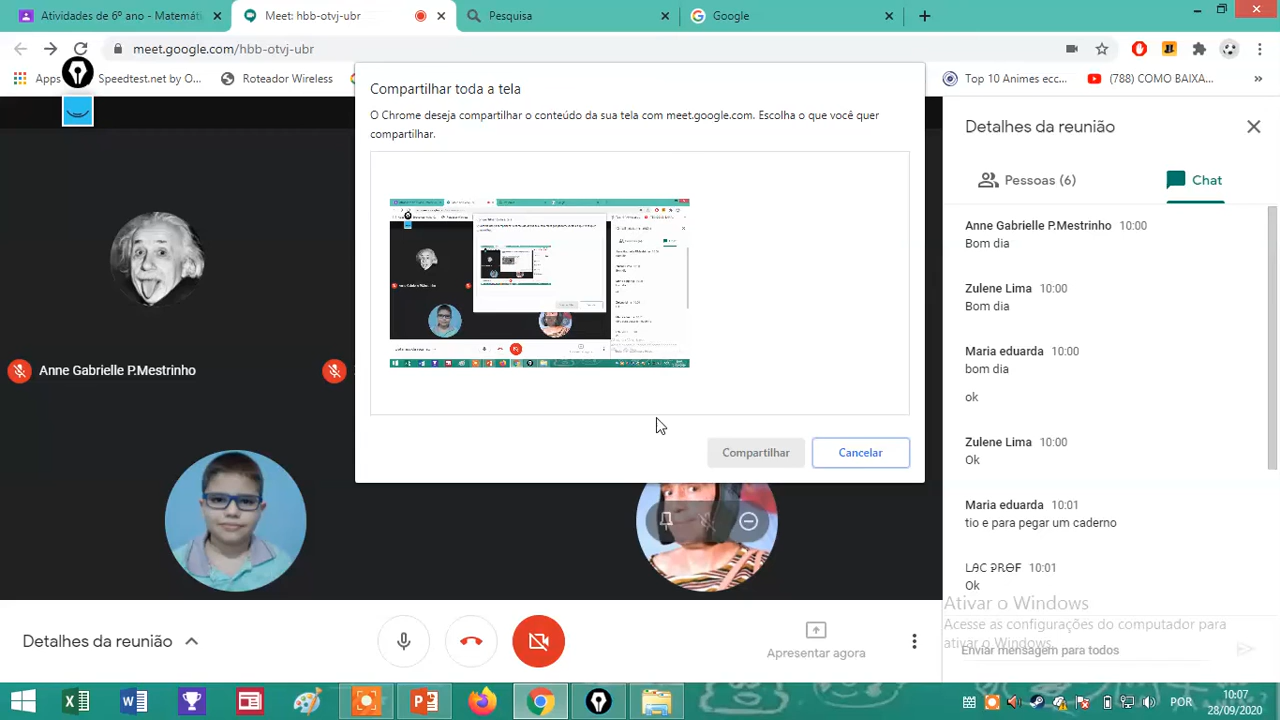 Atividades de 6º ano - Matemát
Meet: hbb-otvj-ubr
Pesquisa
Google
meet.google.com/hbb-otvj-ubr
Apps
Speedtest.net by O...
Roteador Wireless
Top 10 Animes ecc...
(788) COMO BAIXA...
»
Compartilhar toda a tela
O Chrome deseja compartilhar o conteúdo da sua tela com meet.google.com. Escolha o que você quer
compartilhar.
Compartilhar
Cancelar
Anne Gabrielle P.Mestrinho
Detalhes da reunião
Pessoas (6)
Chat
Anne Gabrielle P.Mestrinho 10:00
Bom dia
Zulene Lima 10:00
Bom dia
Maria eduarda 10:00
bom dia
ok
Zulene Lima 10:00
Ok
Maria eduarda 10:01
tio e para pegar um caderno
10:01
Ok
Ativar o Windows
Acesse as configurações do computador para
ativar o Windows.
Enviar mensagem para todos
Detalhes da reunião
Apresentar agora
POR
10:07
28/09/2020